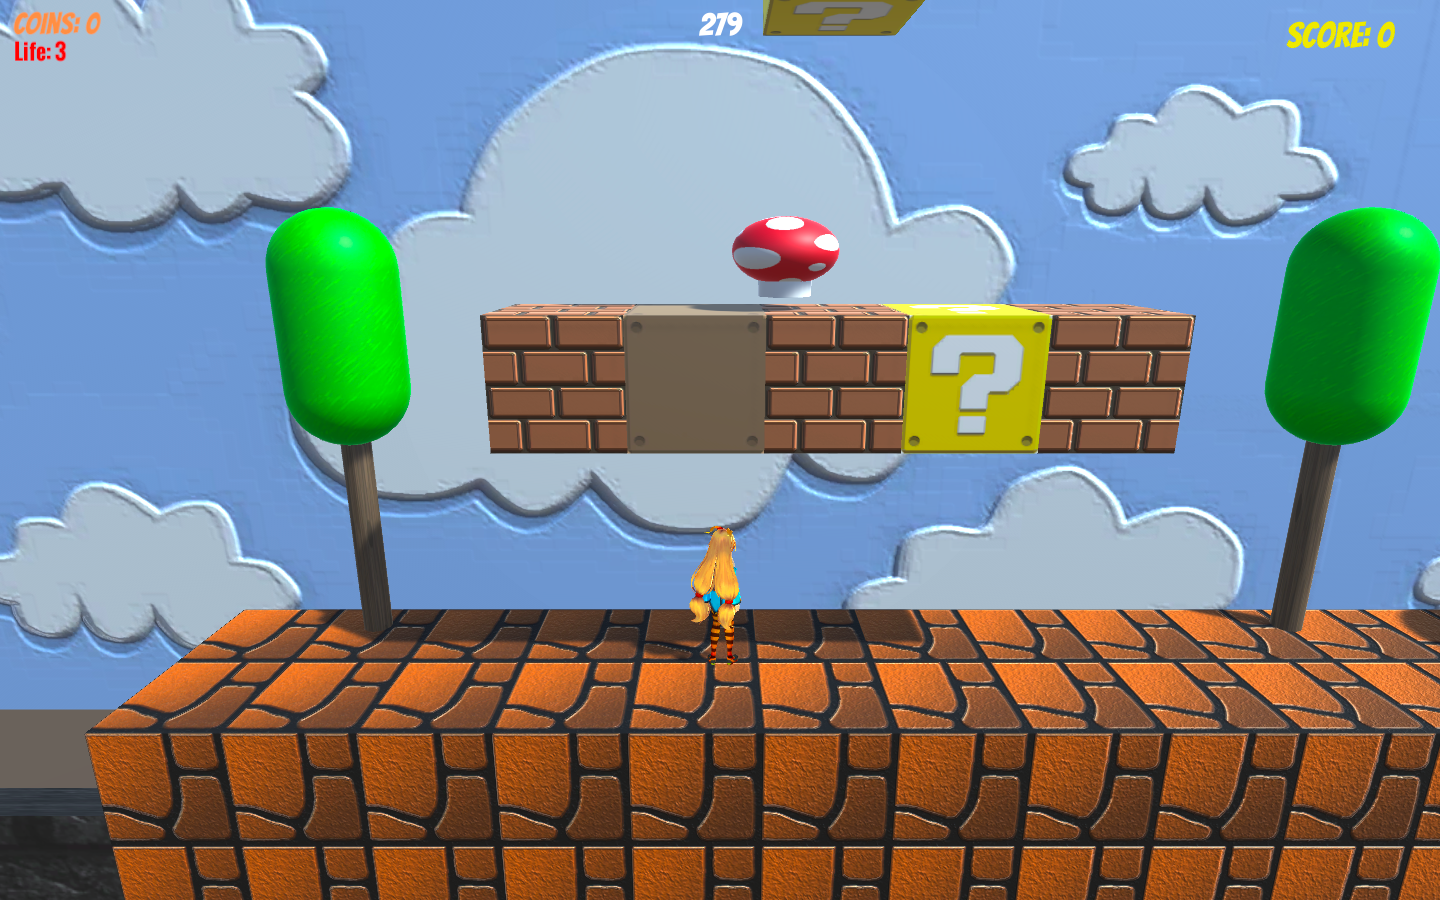 COINS: 0
Life: 3
279
?
SCORE: 0
?